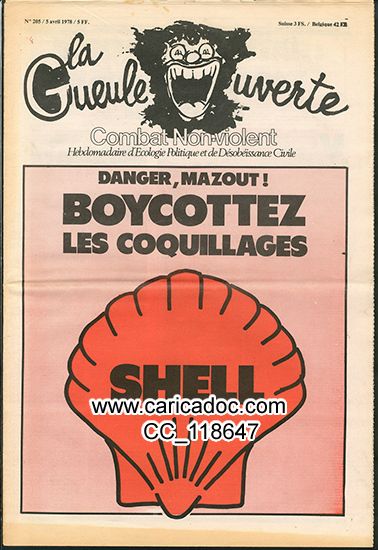 N° 205 / 5 avril 1978 / 5 FF.
Suisse 3 FS. / Belgique 42 FB
la Gueule Ouverte
Combat Non-violent
Hebdomadaire d'Ecologie Politique et de Désobéissance Civile
DANGER, MAZOUT !
BOYCOTTEZ
LES COQUILLAGES
SHELL
www.caricadoc.com
CC_118647